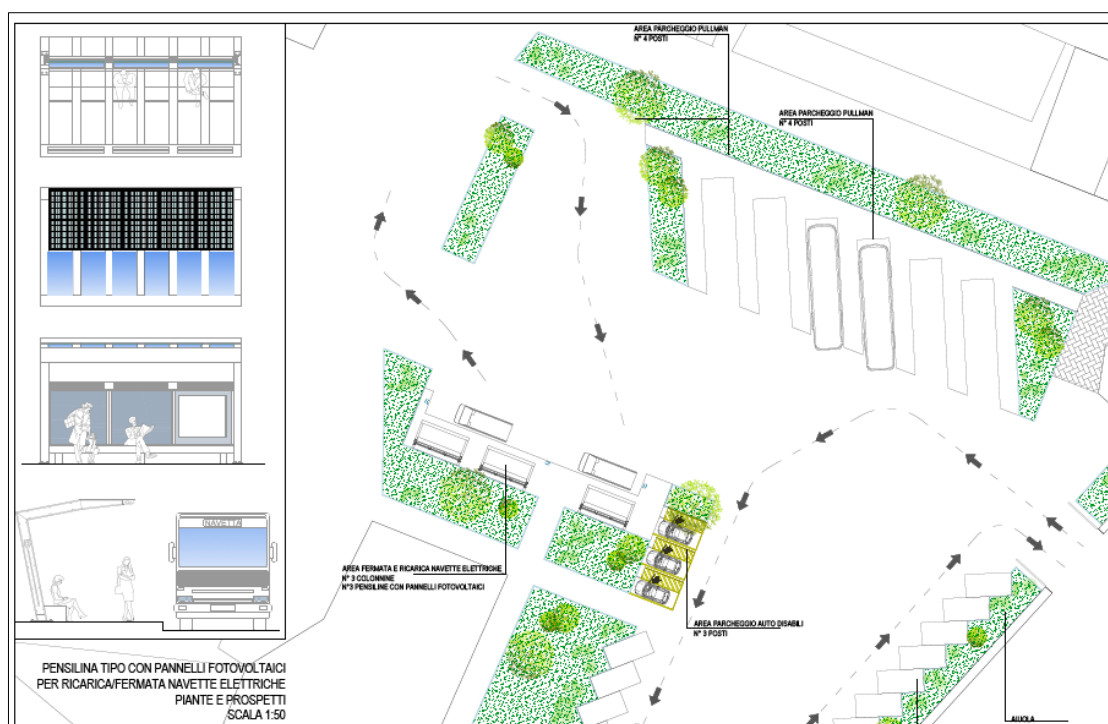 AREA PARCHEGGIO PULLMAN
N° 4 POSTI
AREA PARCHEGGIO PULLMAN
N° 4 POSTI
AREA FERMATA E RICARICA NAVETTE ELETTRICHE
N° 3 COLONNINE
N°3 PENSILINE CON PANNELLI FOTOVOLTAICI
AREA PARCHEGGIO AUTO DISABILI
N° 3 POSTI
NAVETTA
PENSILINA TIPO CON PANNELLI FOTOVOLTAICI
PER RICARICA/FERMATA NAVETTE ELETTRICHE
PIANTE E PROSPETTI
SCALA 1:50
AIUOLA